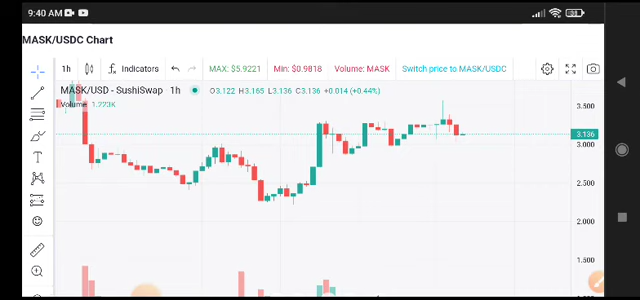 9:40 AM
MASK/USDC Chart
1h Indicators MAX: $5.9221 Min: $0.9818 Volume: MASK Switch price to MASK/USDC
MASK/USD - SushiSwap 1h O3.122 H3.165 L3.136 C3.136 +0.014 (+0.44%)
Volume 1.223K
3.500
3.136
3.000
2.500
2.000
1.500